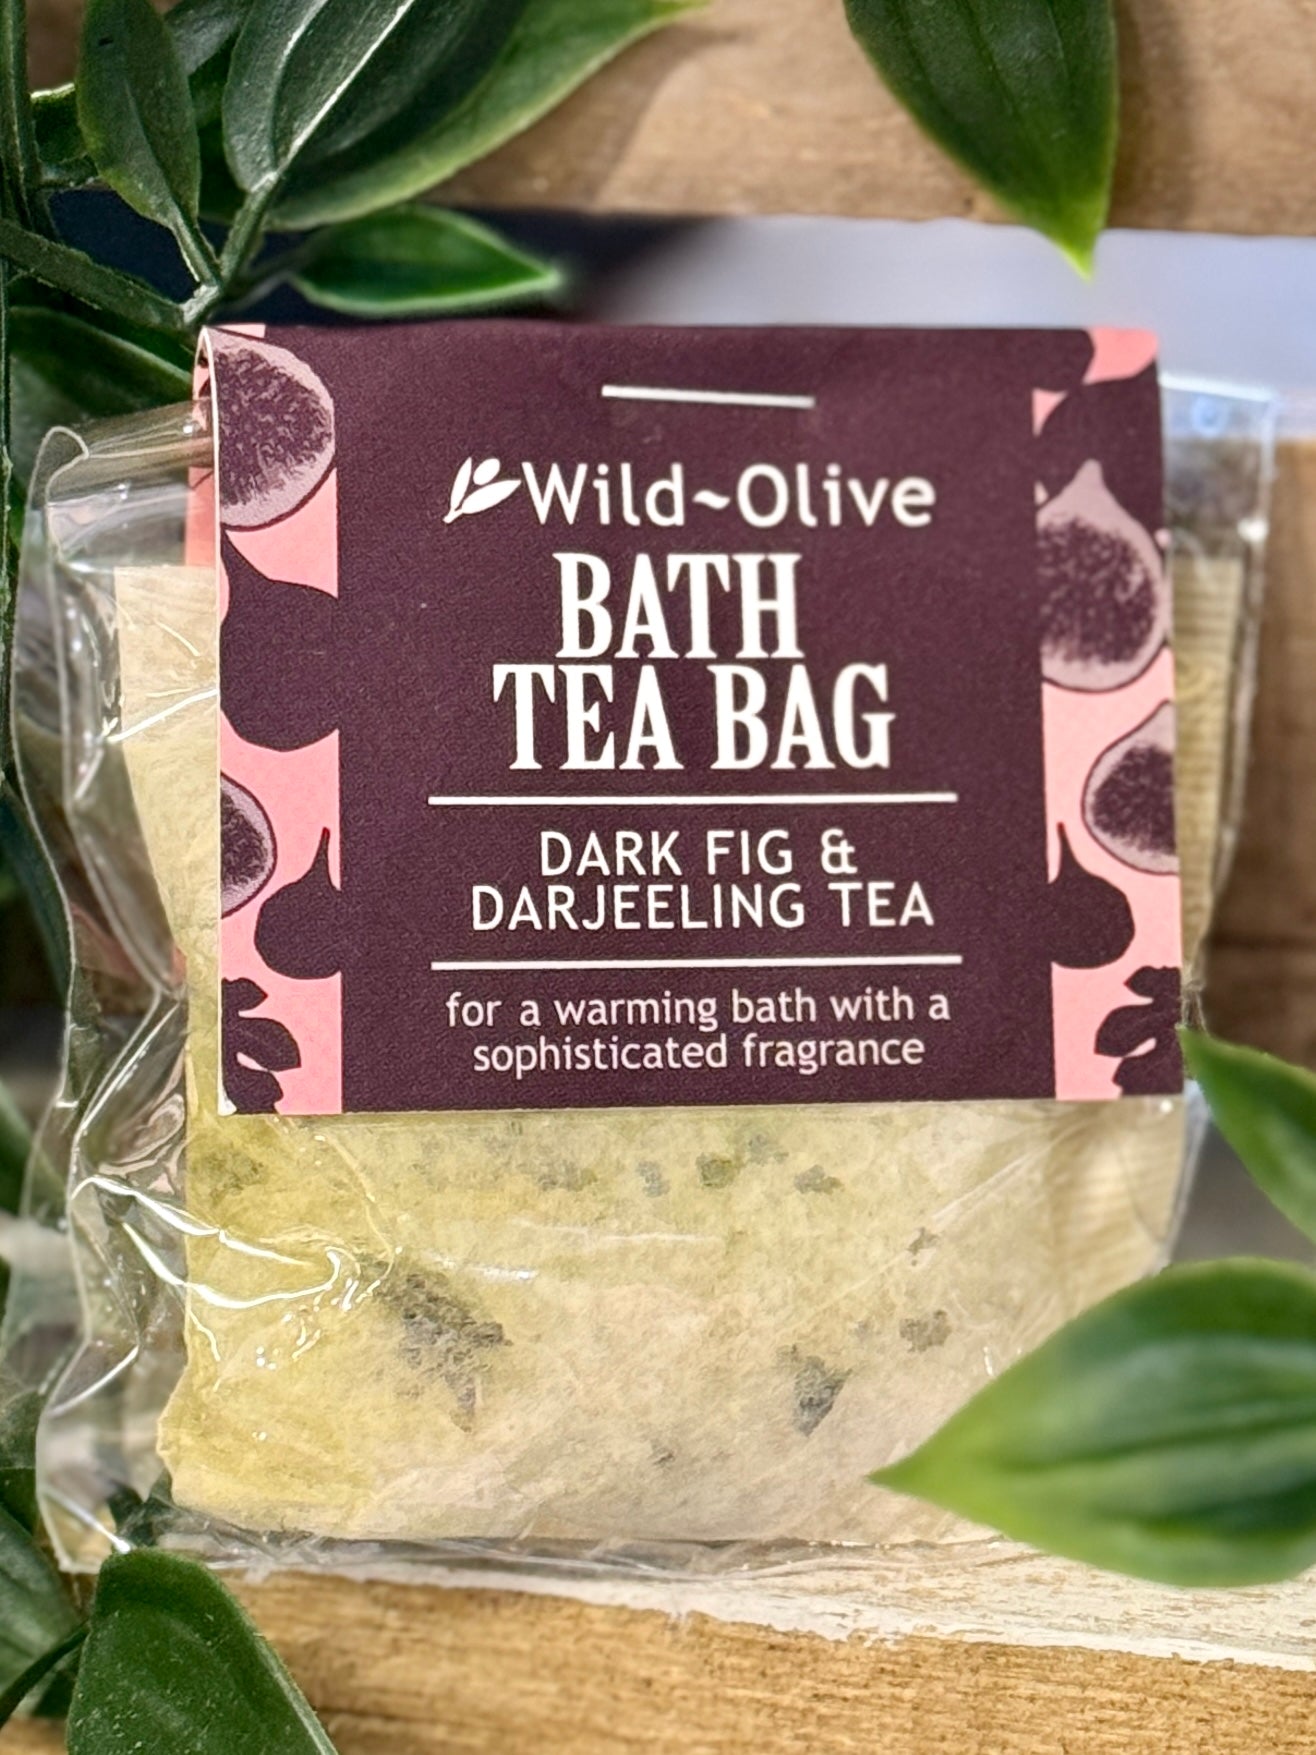 Wild~Olive
BATH
TEA BAG
DARK FIG &
DARJEELING TEA
for a warming bath with a
sophisticated fragrance